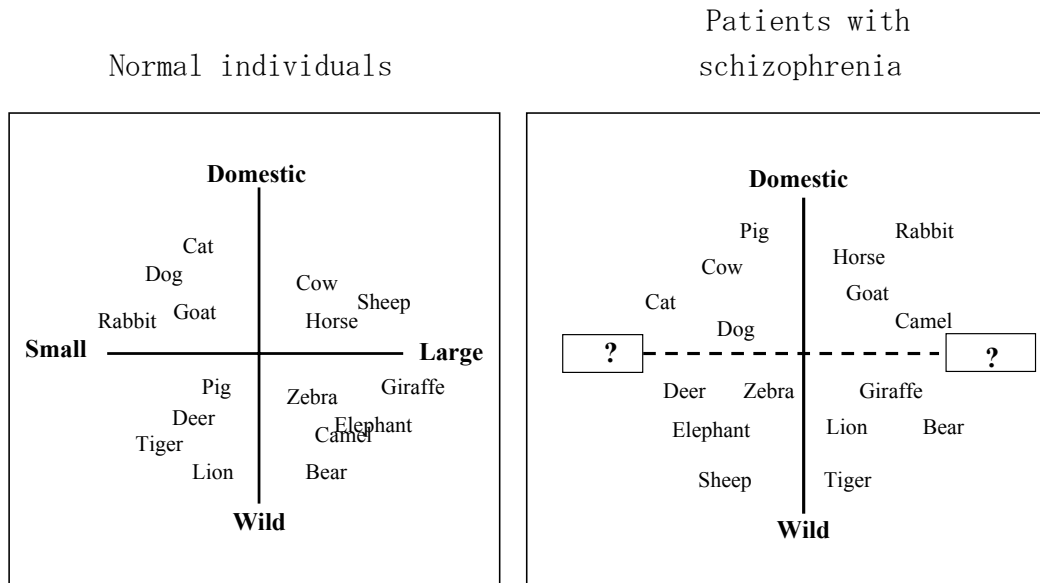 Normal individuals
Patients with
schizophrenia
Domestic
Cat
Dog
Cow
Goat
Sheep
Rabbit
Horse
Small
Large
Pig
Giraffe
Zebra
Deer
Elephant
Camel
Tiger
Lion
Bear
Wild
Domestic
Pig
Rabbit
Horse
Cow
Goat
Cat
Camel
Dog
?
?
Deer
Zebra
Giraffe
Elephant
Lion
Bear
Sheep
Tiger
Wild